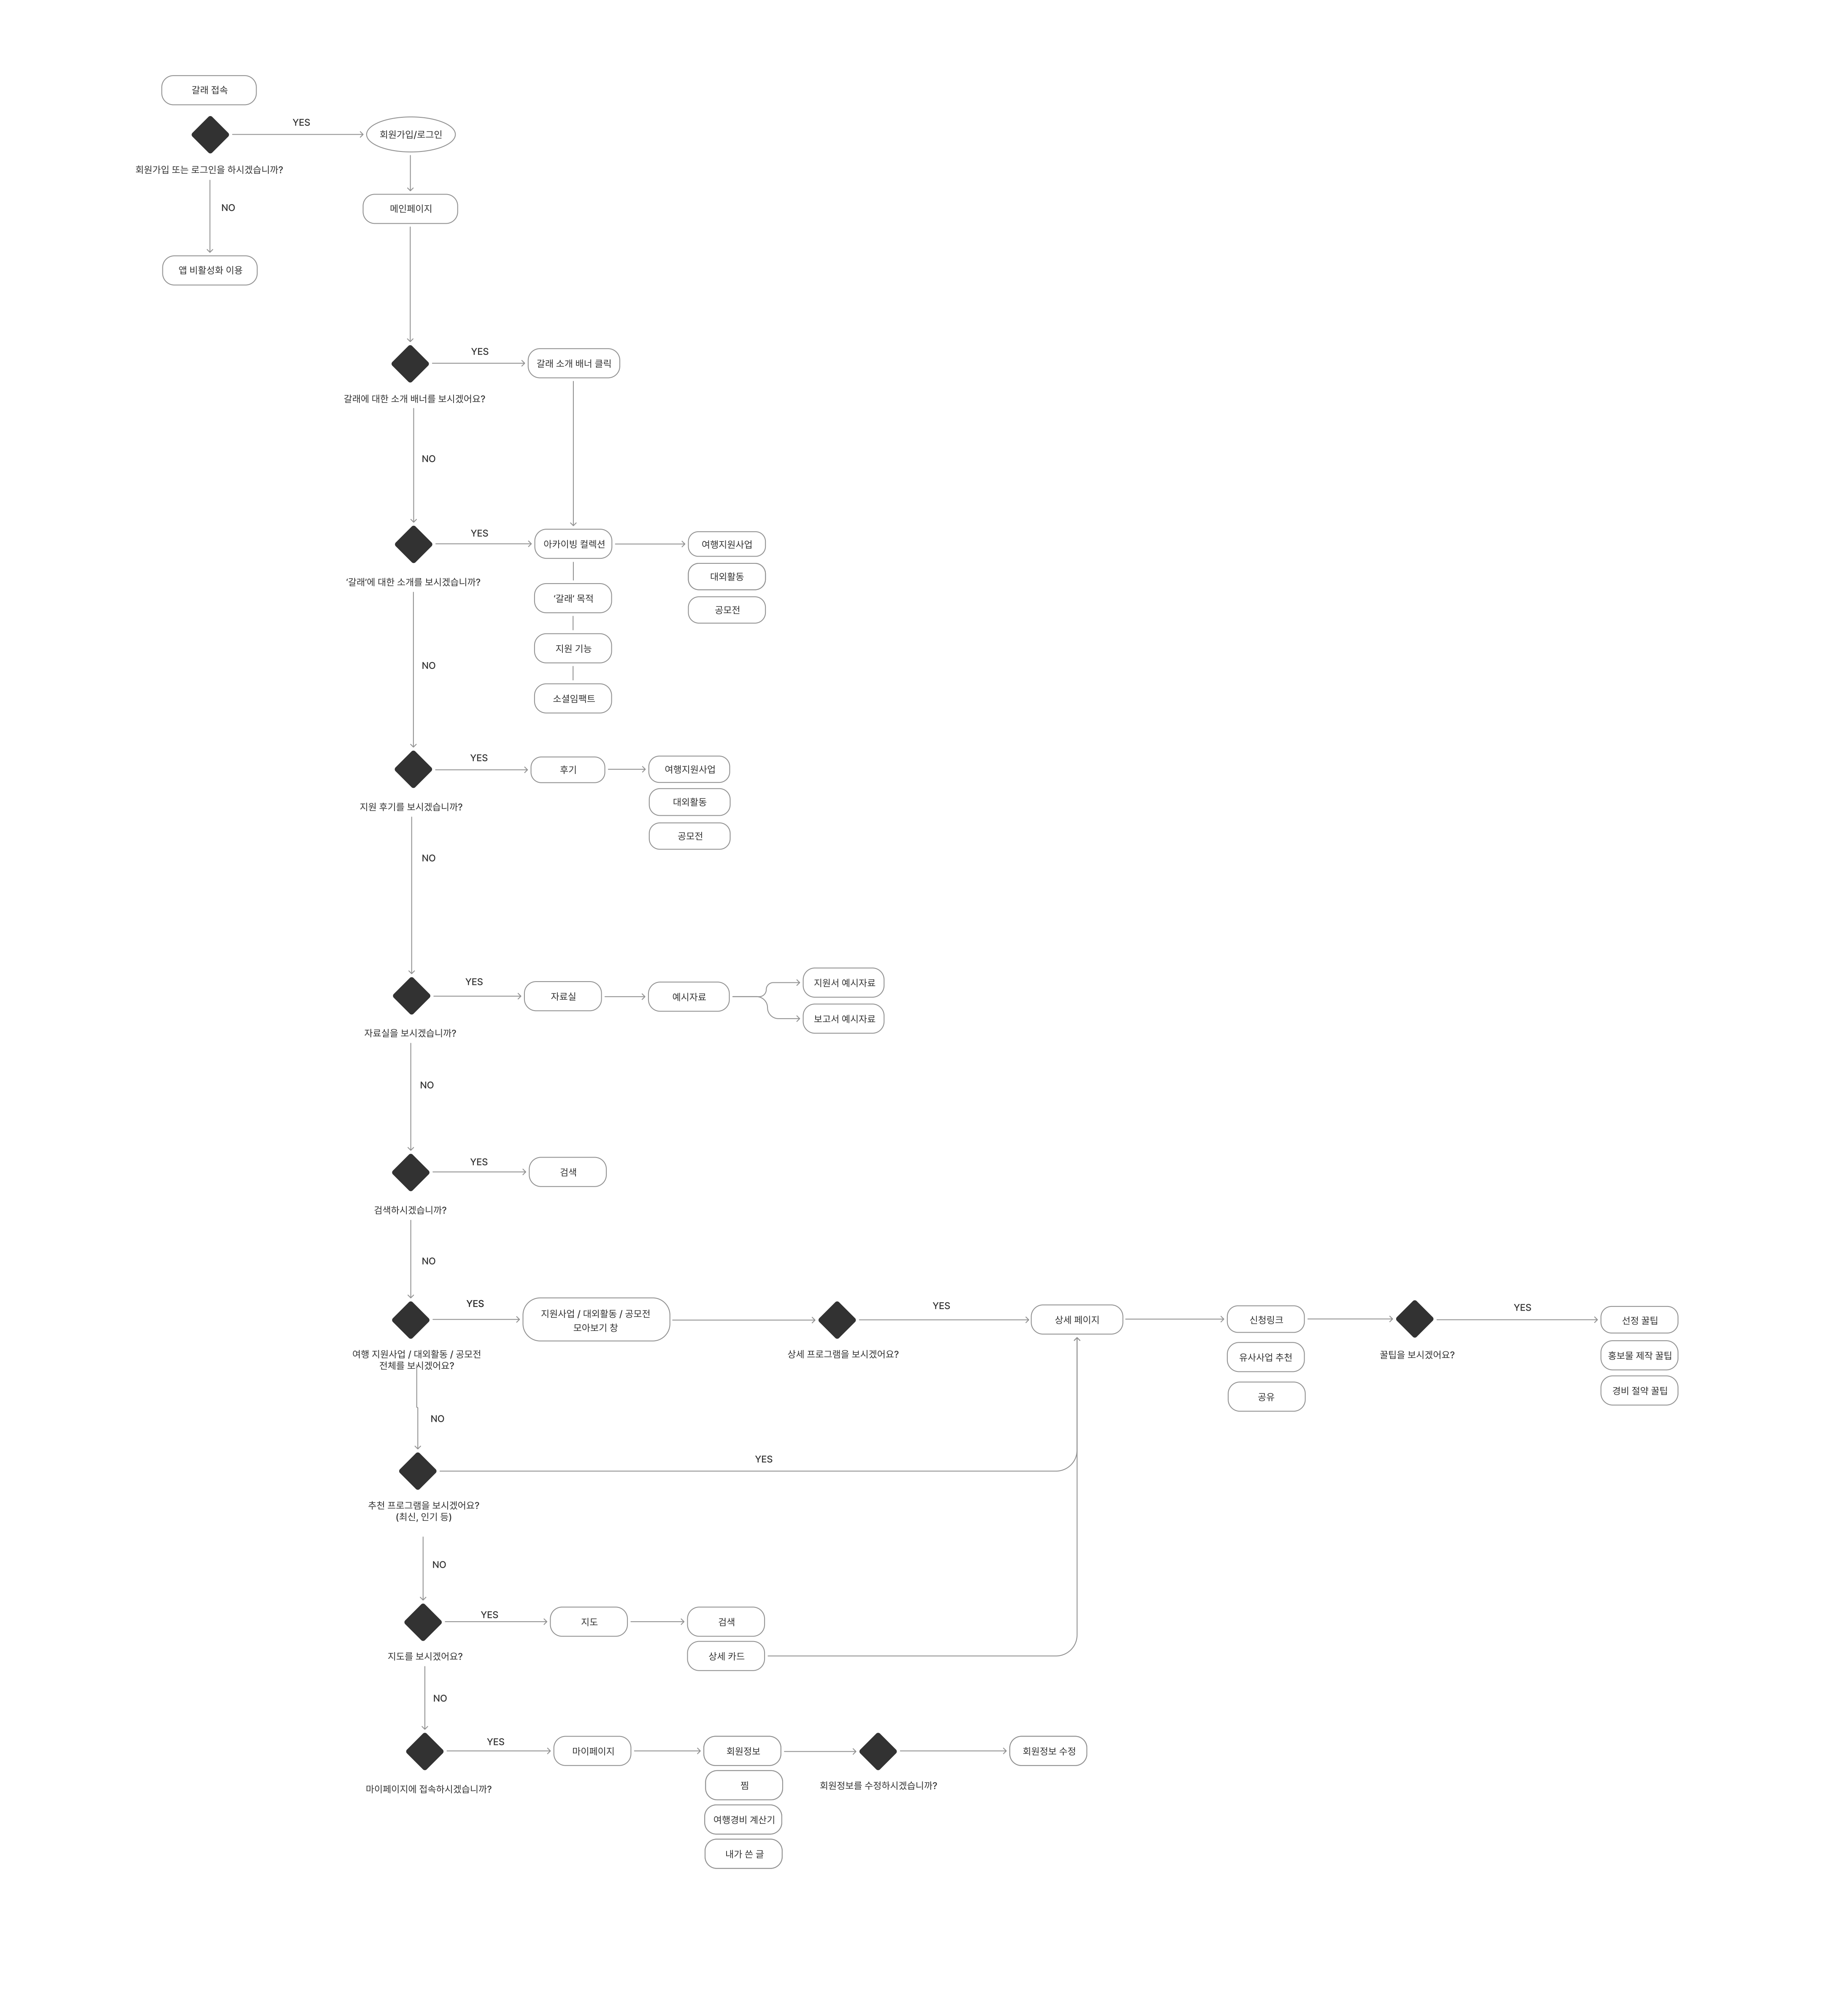 갈래 접속
YES
회원가입/로그인
회원가입 또는 로그인을 하시겠습니까?
NO
메인페이지
앱 비활성화 이용
YES
갈래 소개 배너 클릭
갈래에 대한 소개 배너를 보시겠어요?
NO
YES
아카이빙 컬렉션
여행지원사업
대외활동
공모전
'갈래'에 대한 소개를 보시겠습니까?
'갈래' 목적
지원 기능
소셜임팩트
NO
YES
후기
여행지원사업
대외활동
공모전
지원 후기를 보시겠습니까?
NO
YES
자료실
예시자료
지원서 예시자료
보고서 예시자료
자료실을 보시겠습니까?
NO
YES
검색
검색하시겠습니까?
NO
YES
지원사업 / 대외활동 / 공모전
모아보기 창
YES
상세 페이지
신청링크
YES
선정 꿀팁
여행 지원사업 / 대외활동 / 공모전
전체를 보시겠어요?
상세 프로그램을 보시겠어요?
유사사업 추천
꿀팁을 보시겠어요?
홍보물 제작 꿀팁
공유
경비 절약 꿀팁
NO
YES
추천 프로그램을 보시겠어요?
(최신, 인기 등)
NO
YES
지도
검색
상세 카드
지도를 보시겠어요?
NO
YES
마이페이지
회원정보
회원정보 수정
마이페이지에 접속하시겠습니까?
찜
회원정보를 수정하시겠습니까?
여행경비 계산기
내가 쓴 글